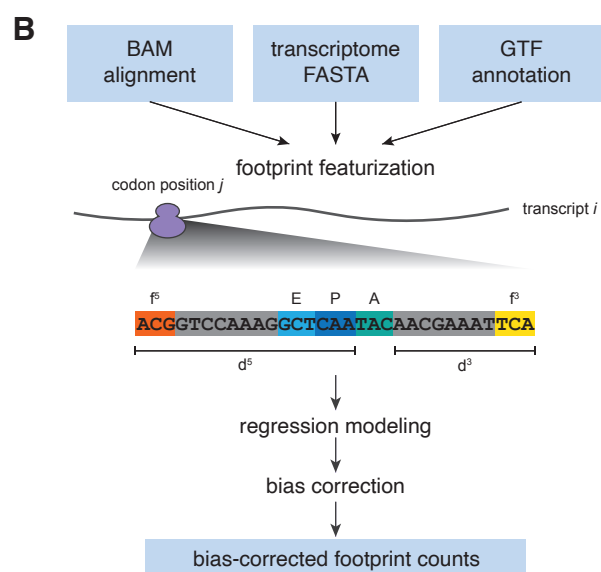 B
BAM
alignment
transcriptome
FASTA
GTF
annotation
footprint featurization
codon position j
transcript i
f⁵ E P A f³
ACGGTCCAAAGGCTCAATACAACGAAATTCA
d⁵ d³
regression modeling
bias correction
bias-corrected footprint counts